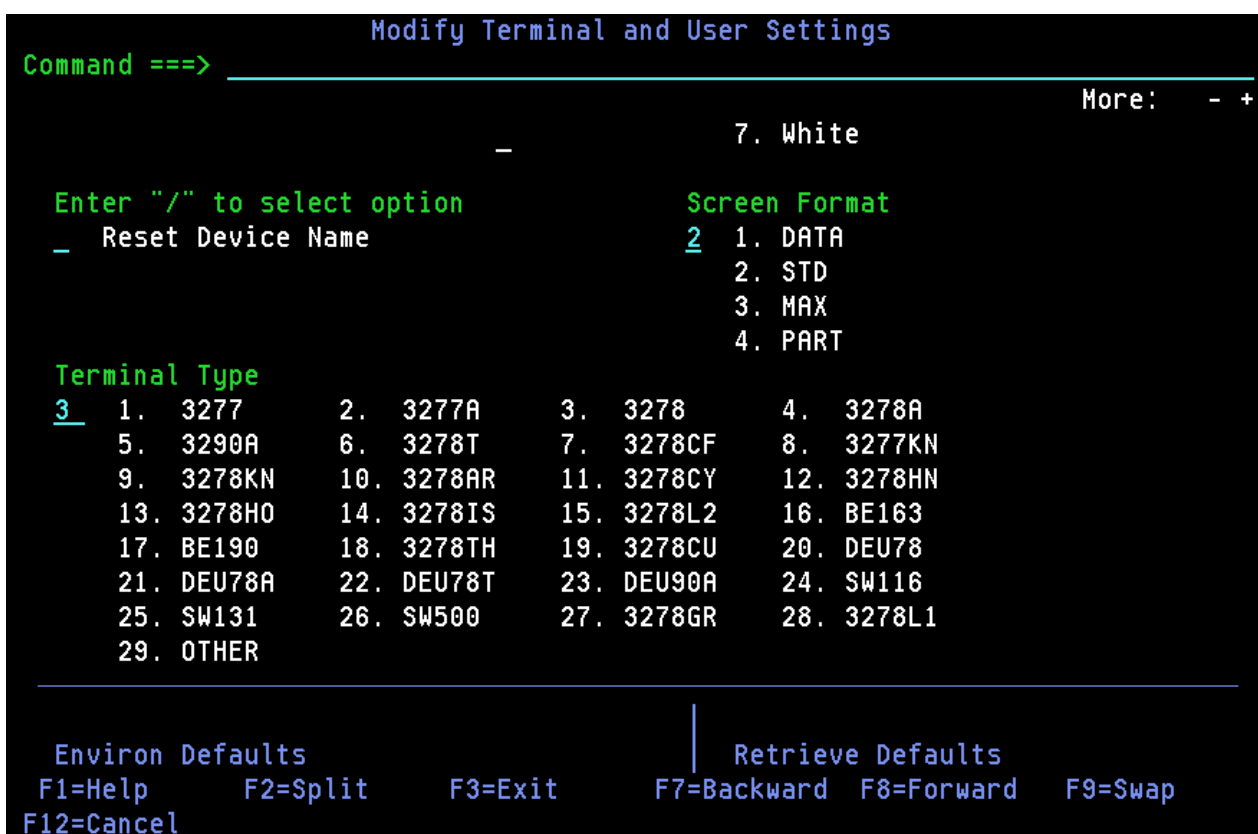 Modify Terminal and User Settings
Command ===>
More: - +
7. White
Enter "/" to select option Screen Format
_ Reset Device Name 2 1. DATA
2. STD
3. MAX
4. PART
Terminal Type
3 1. 3277 2. 3277A 3. 3278 4. 3278A
5. 3290A 6. 3278T 7. 3278CF 8. 3277KN
9. 3278KN 10. 3278AR 11. 3278CY 12. 3278HN
13. 3278HO 14. 3278IS 15. 3278L2 16. BE163
17. BE190 18. 3278TH 19. 3278CU 20. DEU78
21. DEU78A 22. DEU78T 23. DEU90A 24. SW116
25. SW131 26. SW500 27. 3278GR 28. 3278L1
29. OTHER
Environ Defaults Retrieve Defaults
F1=Help F2=Split F3=Exit F7=Backward F8=Forward F9=Swap
F12=Cancel